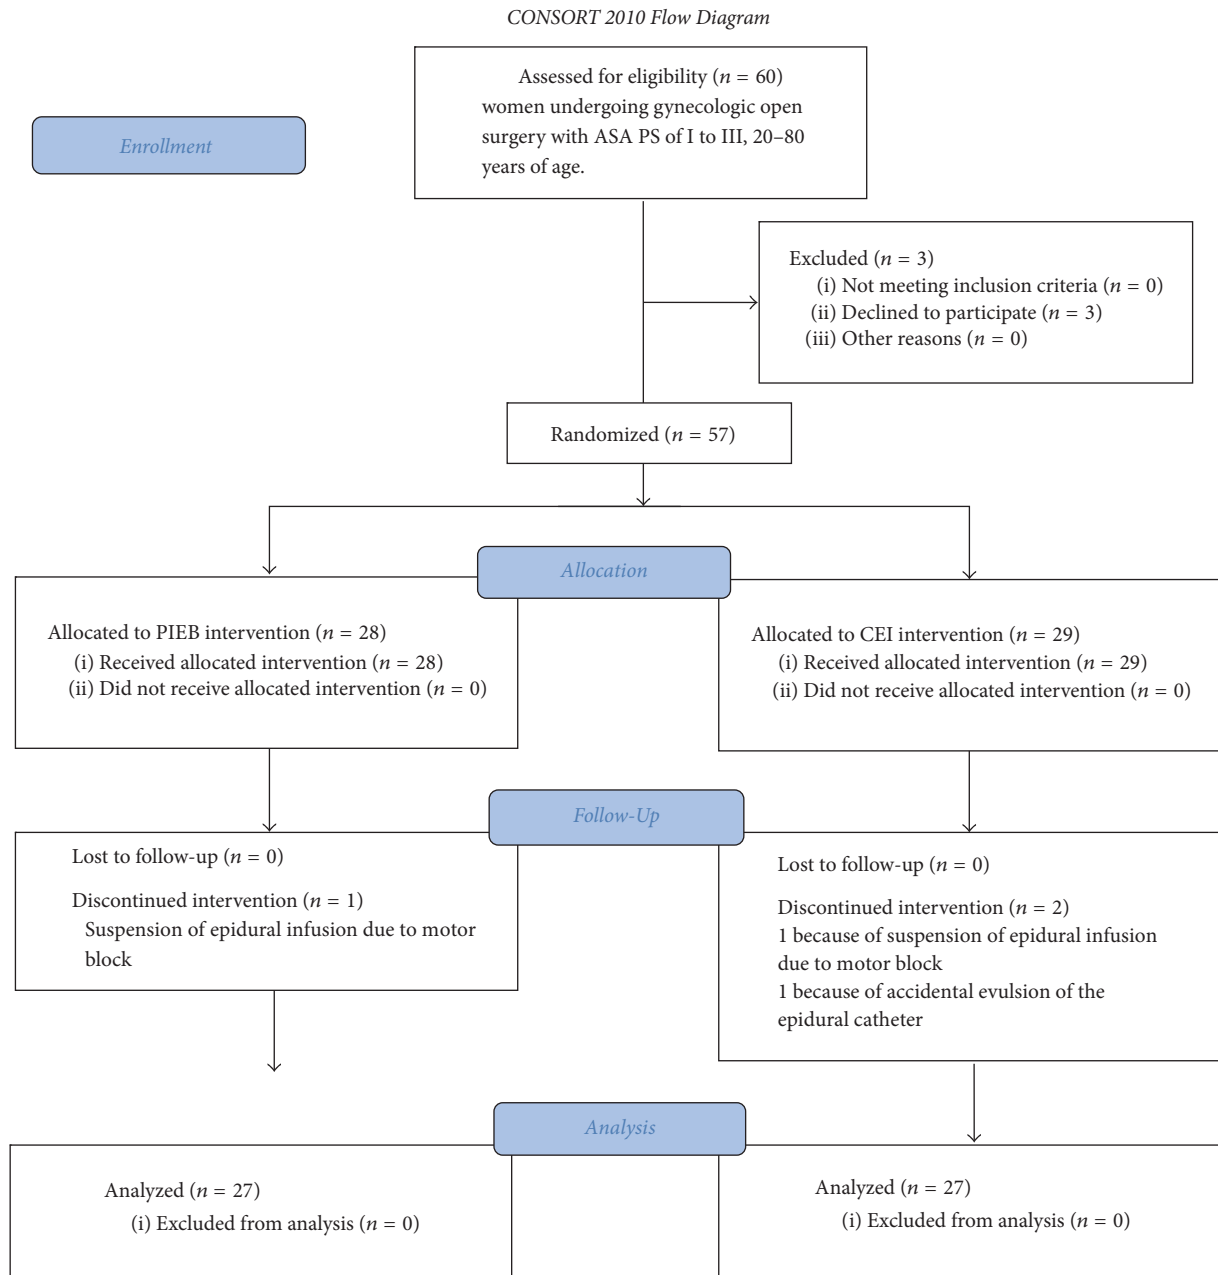 CONSORT 2010 Flow Diagram
Assessed for eligibility (n = 60)
women undergoing gynecologic open
surgery with ASA PS of I to III, 20–80
years of age.
Enrollment
Excluded (n = 3)
(i) Not meeting inclusion criteria (n = 0)
(ii) Declined to participate (n = 3)
(iii) Other reasons (n = 0)
Randomized (n = 57)
Allocation
Allocated to PIEB intervention (n = 28)
(i) Received allocated intervention (n = 28)
(ii) Did not receive allocated intervention (n = 0)
Allocated to CEI intervention (n = 29)
(i) Received allocated intervention (n = 29)
(ii) Did not receive allocated intervention (n = 0)
Follow-Up
Lost to follow-up (n = 0)
Discontinued intervention (n = 1)
Suspension of epidural infusion due to motor
block
Lost to follow-up (n = 0)
Discontinued intervention (n = 2)
1 because of suspension of epidural infusion
due to motor block
1 because of accidental evulsion of the
epidural catheter
Analysis
Analyzed (n = 27)
(i) Excluded from analysis (n = 0)
Analyzed (n = 27)
(i) Excluded from analysis (n = 0)